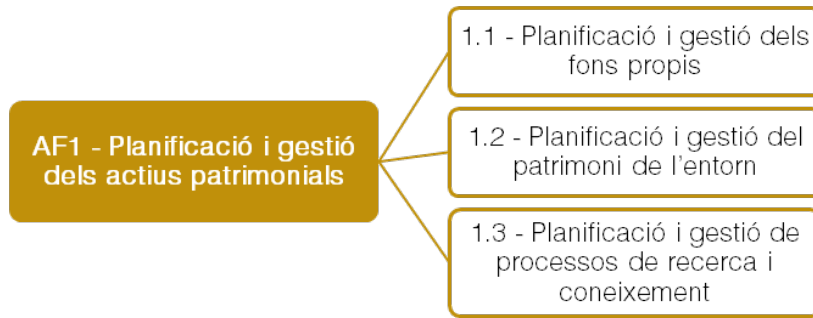 AF1 - Planificació i gestió
dels actius patrimonials
1.1 - Planificació i gestió dels
fons propis
1.2 - Planificació i gestió del
patrimoni de l'entorn
1.3 - Planificació i gestió de
processos de recerca i
coneixement